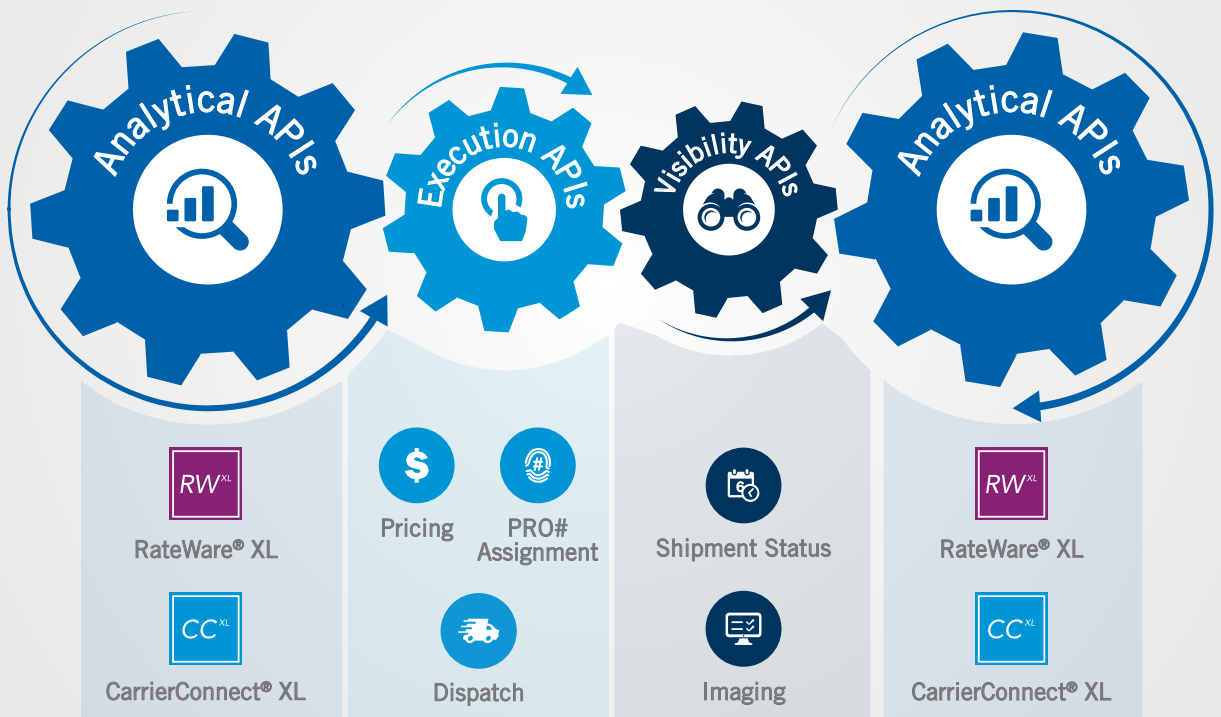 Analytical APIs
Execution APIs
Visibility APIs
Analytical APIs
RW XL
RateWare® XL
CC XL
CarrierConnect® XL
$
Pricing
#
PRO#
Assignment
Dispatch
6
Shipment Status
Imaging
RW XL
RateWare® XL
CC XL
CarrierConnect® XL